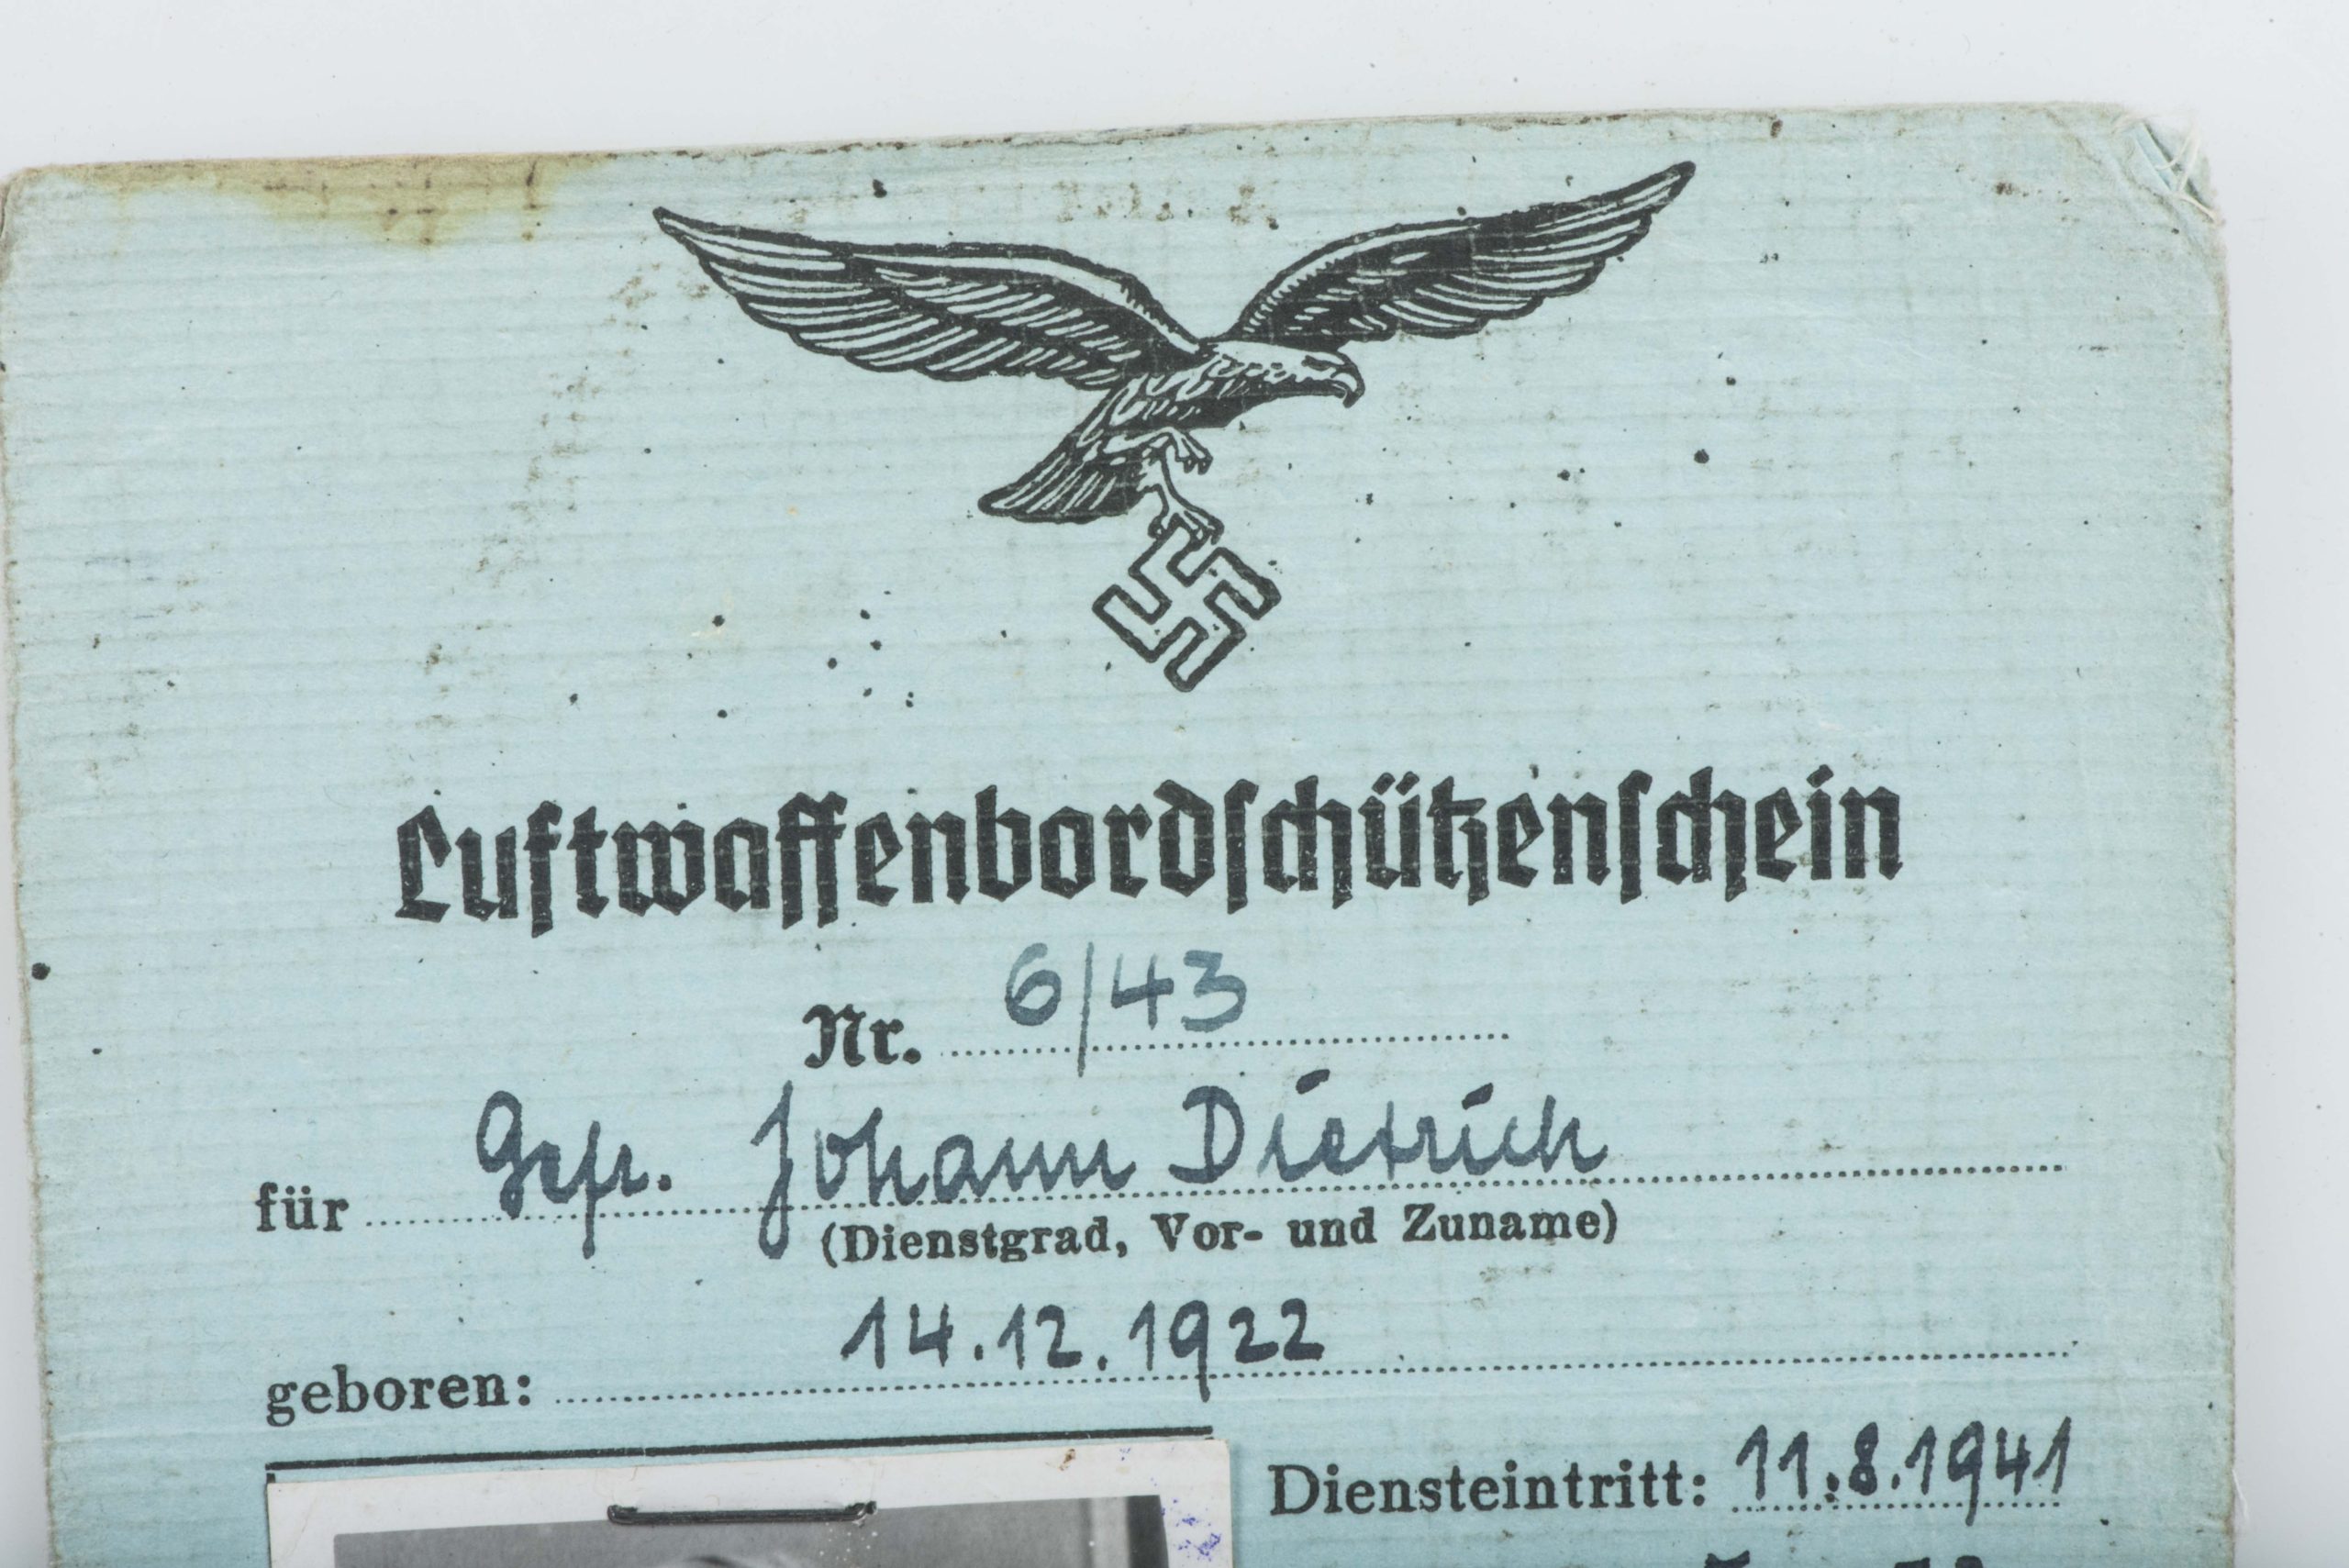 Luftwaffenbordschützenschein
Nr. 6/43
für Gefr. Johann Dietrich
(Dienstgrad, Vor- und Zuname)
geboren: 14.12.1922
Diensteintritt: 11.8.1941